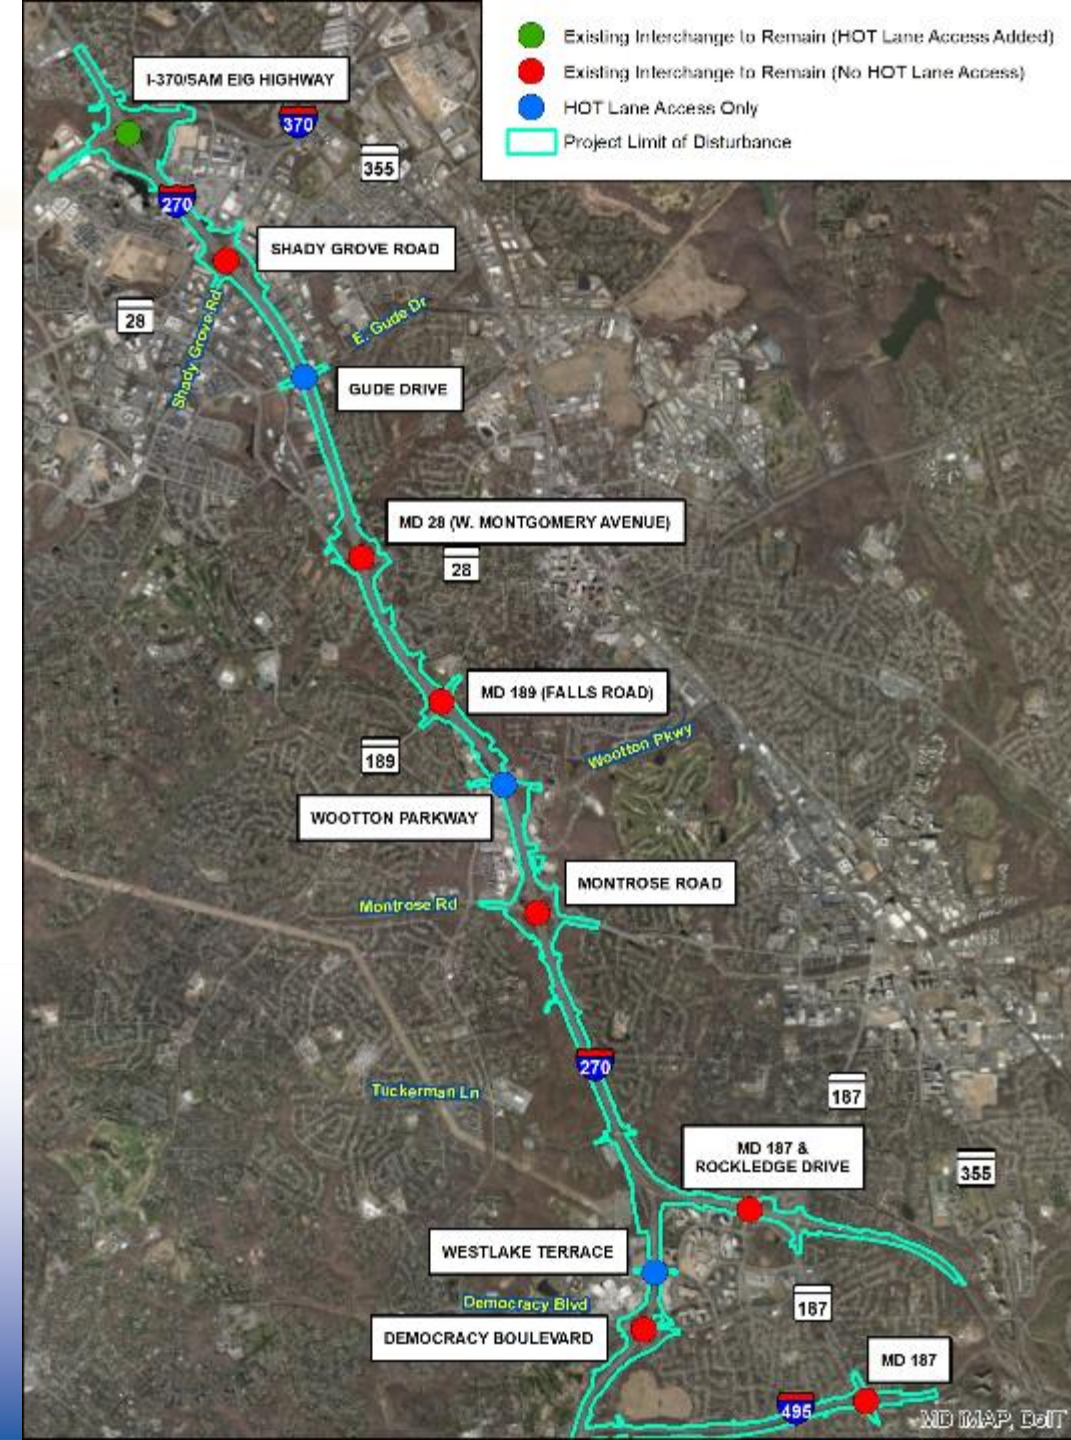 Existing Interchange to Remain (HOT Lane Access Added)
Existing Interchange to Remain (No HOT Lane Access)
HOT Lane Access Only
Project Limit of Disturbance
I-370/SAM EIG HIGHWAY
370
355
270
SHADY GROVE ROAD
28
Shady Grove Rd
E. Gude Dr
GUDE DRIVE
MD 28 (W. MONTGOMERY AVENUE)
28
MD 189 (FALLS ROAD)
189
Wootton Pkwy
WOOTTON PARKWAY
MONTROSE ROAD
Montrose Rd
270
Tuckerman Ln
187
MD 187 &
ROCKLEDGE DRIVE
355
WESTLAKE TERRACE
Democracy Blvd
187
DEMOCRACY BOULEVARD
MD 187
495
MD iMAP, DoIT